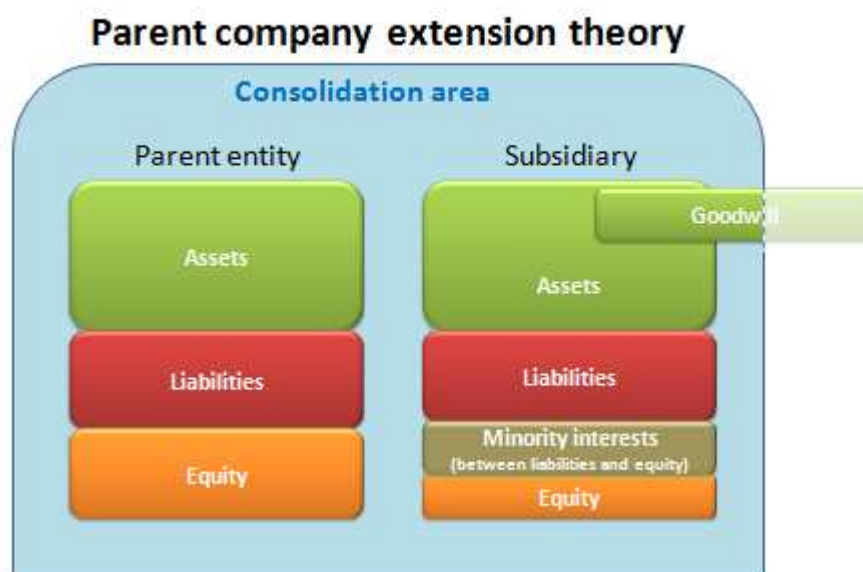 Parent company extension theory
Consolidation area
Parent entity
Subsidiary
Goodwill
Assets
Assets
Liabilities
Liabilities
Minority interests
(between liabilities and equity)
Equity
Equity